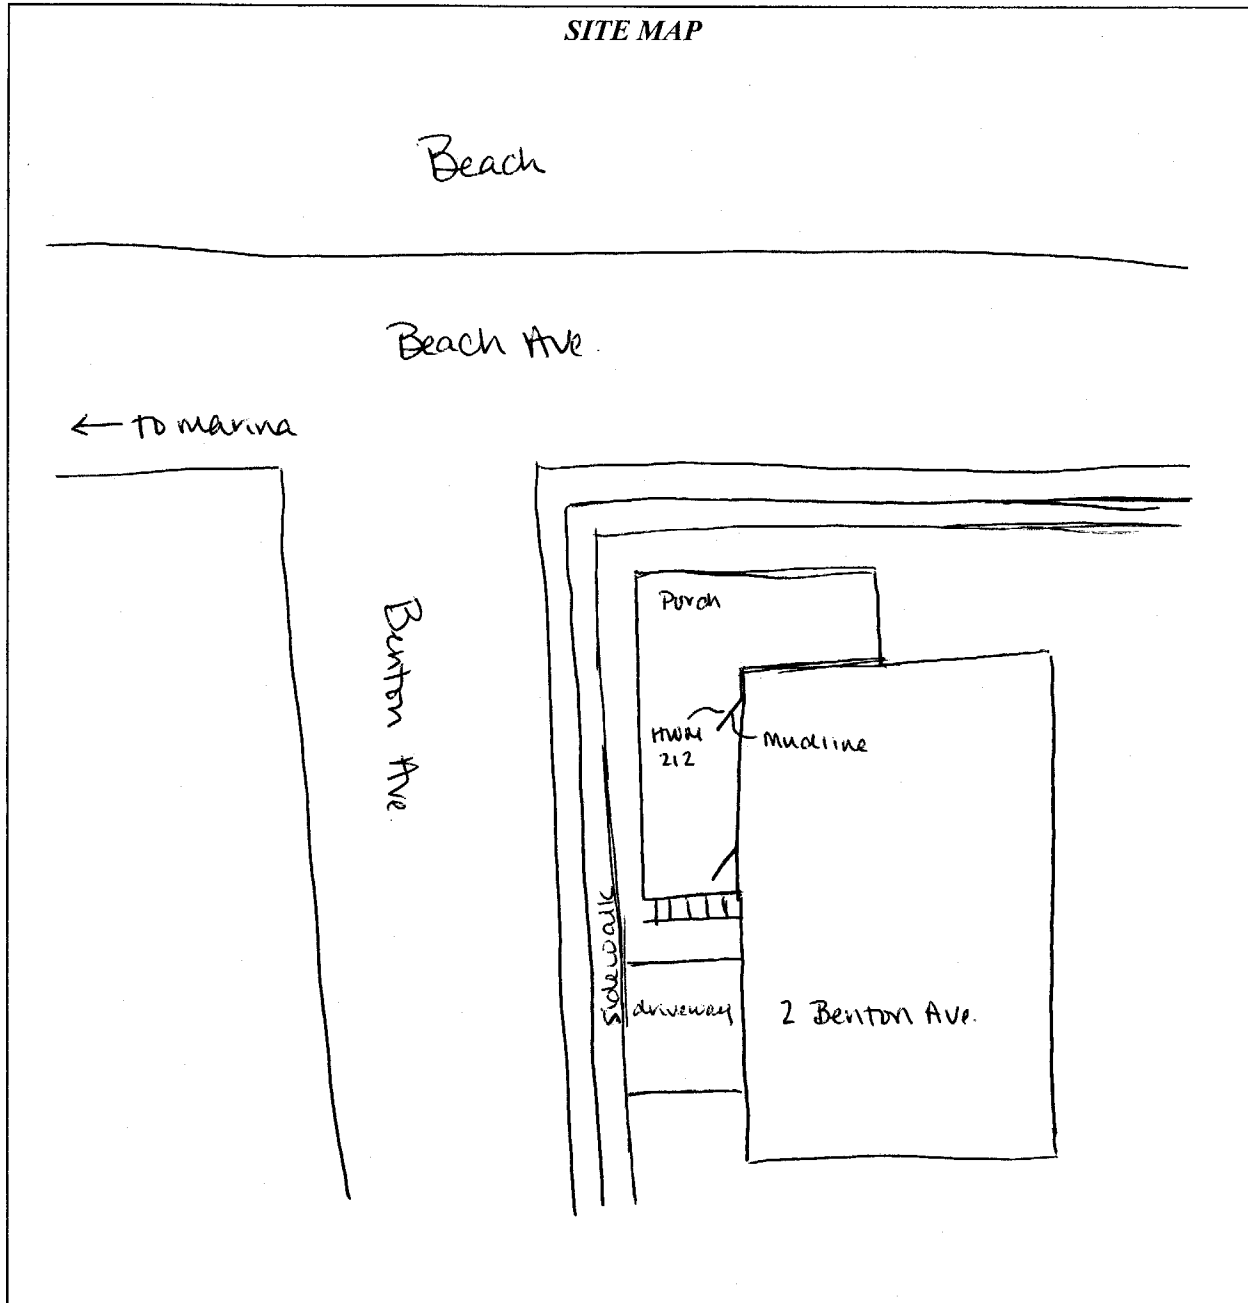 SITE MAP
Beach
Beach Ave.
← to marina
Benton Ave.
Porch
HWM
212
Mudline
sidewalk
driveway
2 Benton Ave.